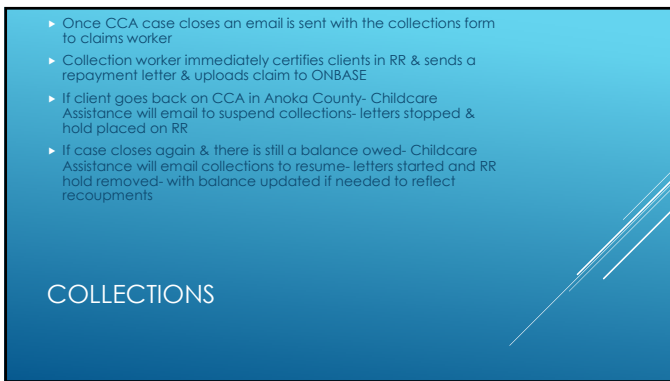 Once CCA case closes an email is sent with the collections form
to claims worker
Collection worker immediately certifies clients in RR & sends a
repayment letter & uploads claim to ONBASE
If client goes back on CCA in Anoka County- Childcare
Assistance will email to suspend collections- letters stopped &
hold placed on RR
If case closes again & there is still a balance owed- Childcare
Assistance will email collections to resume- letters started and RR
hold removed- with balance updated if needed to reflect
recoupments
COLLECTIONS